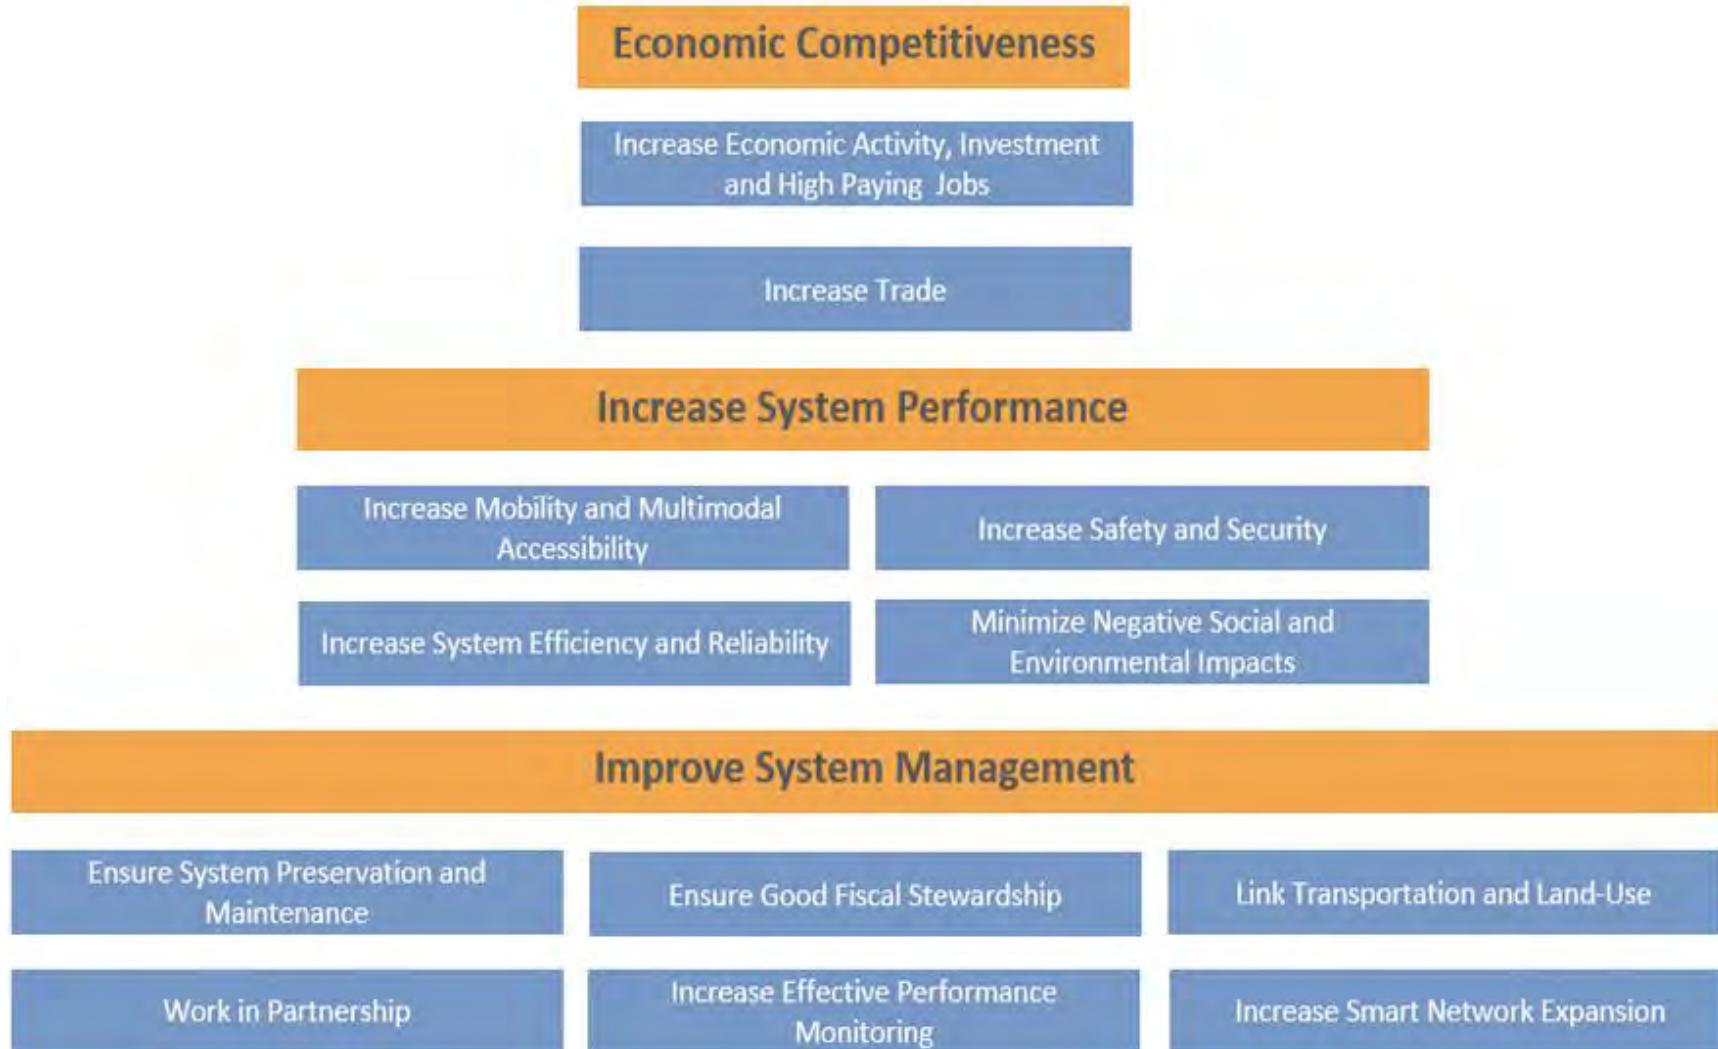 Economic Competitiveness
Increase Economic Activity, Investment
and High Paying Jobs
Increase Trade
Increase System Performance
Increase Mobility and Multimodal
Accessibility
Increase Safety and Security
Increase System Efficiency and Reliability
Minimize Negative Social and
Environmental Impacts
Improve System Management
Ensure System Preservation and
Maintenance
Ensure Good Fiscal Stewardship
Link Transportation and Land-Use
Work in Partnership
Increase Effective Performance
Monitoring
Increase Smart Network Expansion